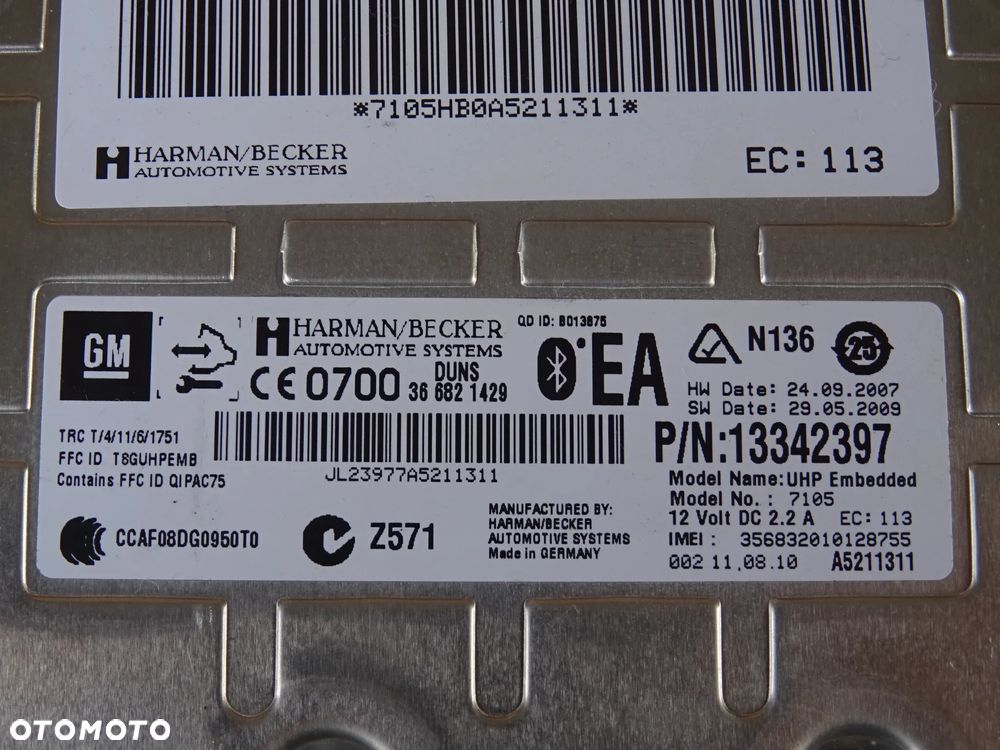 *7105HB0A5211311*
HARMAN/BECKER
AUTOMOTIVE SYSTEMS
EC: 113
GM
HARMAN/BECKER
AUTOMOTIVE SYSTEMS
QD ID: B013875
EA
N136
25
CE 0700
DUNS
36 682 1429
HW Date: 24.09.2007
SW Date: 29.05.2009
P/N:13342397
TRC T/4/11/6/1751
FFC ID T8GUHPEMB
Contains FFC ID QIPAC75
JL23977A5211311
Model Name: UHP Embedded
Model No. : 7105
12 Volt DC 2.2 A EC: 113
IMEI : 356832010128755
002 11.08.10 A5211311
CCAF08DG0950T0
Z571
MANUFACTURED BY:
HARMAN/BECKER
AUTOMOTIVE SYSTEMS
Made in GERMANY
OTOMOTO